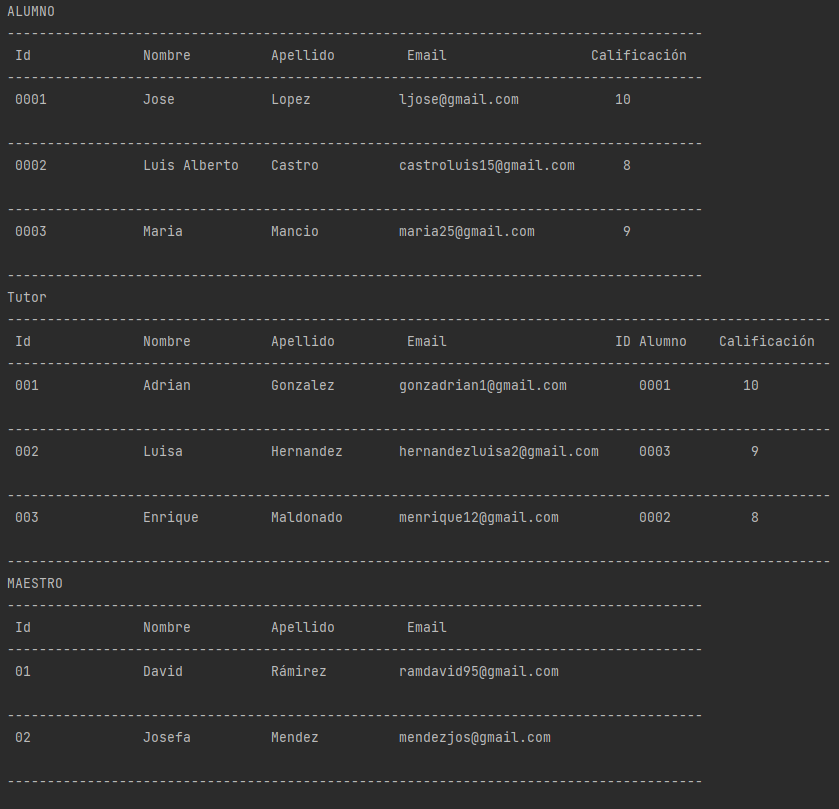 ALUMNO
---------------------------------------------------------------------------------------
Id Nombre Apellido Email Calificación
---------------------------------------------------------------------------------------
0001 Jose Lopez ljose@gmail.com 10
---------------------------------------------------------------------------------------
0002 Luis Alberto Castro castroluis15@gmail.com 8
---------------------------------------------------------------------------------------
0003 Maria Mancio maria25@gmail.com 9
---------------------------------------------------------------------------------------
Tutor
-------------------------------------------------------------------------------------------------------
Id Nombre Apellido Email ID Alumno Calificación
-------------------------------------------------------------------------------------------------------
001 Adrian Gonzalez gonzadrian1@gmail.com 0001 10
-------------------------------------------------------------------------------------------------------
002 Luisa Hernandez hernandezluisa2@gmail.com 0003 9
-------------------------------------------------------------------------------------------------------
003 Enrique Maldonado menrique12@gmail.com 0002 8
-------------------------------------------------------------------------------------------------------
MAESTRO
---------------------------------------------------------------------------------------
Id Nombre Apellido Email
---------------------------------------------------------------------------------------
01 David Rámirez ramdavid95@gmail.com
---------------------------------------------------------------------------------------
02 Josefa Mendez mendezjos@gmail.com
---------------------------------------------------------------------------------------